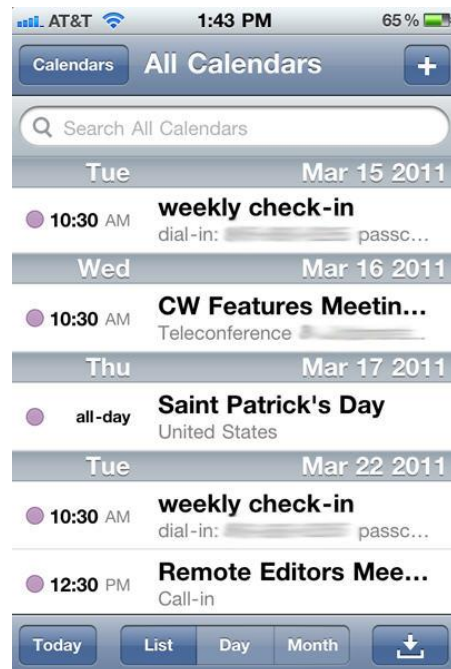 AT&T 1:43 PM 65%
Calendars All Calendars +
Search All Calendars
Tue Mar 15 2011
10:30 AM weekly check-in
dial-in: passc...
Wed Mar 16 2011
10:30 AM CW Features Meetin...
Teleconference
Thu Mar 17 2011
all-day Saint Patrick's Day
United States
Tue Mar 22 2011
10:30 AM weekly check-in
dial-in: passc...
12:30 PM Remote Editors Mee...
Call-in
Today List Day Month